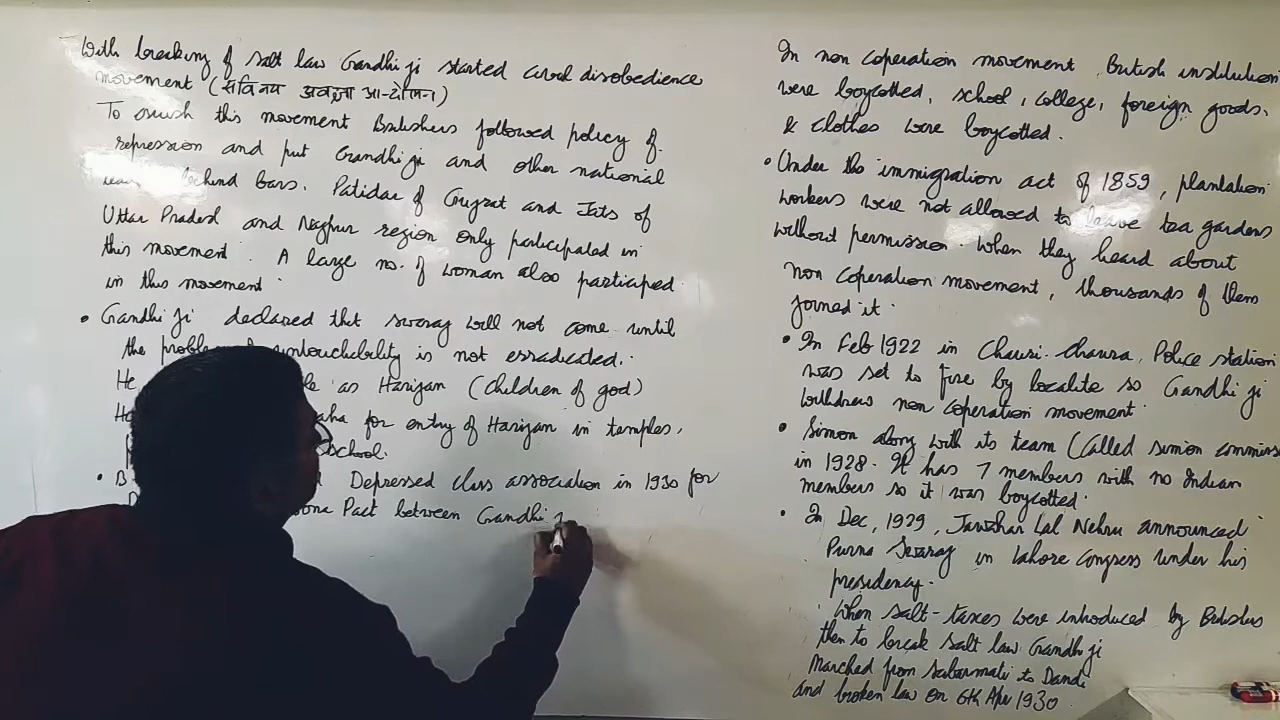 With breaking of salt law Gandhi ji started civil disobedience
movement (सविनय अवज्ञा आन्दोलन)
To crush this movement Britishers followed policy of
repression and put Gandhi ji and other national
behind bars. Patidar of Gujrat and Jats of
Uttar Pradesh and Nagpur region only participated in
this movement. A large no. of woman also participed
in this movement.
• Gandhi Ji declared tht swaraj will not come until
the untouchebility is not erradicated.
He as Harijan (children of god)
for entry of Harijan in temples,
school.
• Depressed class association in 1930 for
Pact between Gandhi
In non coperation movement, British institution
were boycotted, school, college, foreign goods,
& clothes were boycotted.
• Under the immigration act of 1859, plantation
workers were not allowed to leave tea gardens
without permission. When they heard about
non coperation movement, thousands of them
joined it.
• In Feb 1922 in Chauri-Chaura, Police station
was set to fire by localite so Gandhi ji
withdrew non coperation movement.
• Simon along with its team (called simon
in 1928. It has 7 members with no Indian
members so it was boycotted.
• In Dec, 1929, Jawahar Lal Nehru announced
Purna Swaraj in Lahore Congress under his
presidency.
When salt-taxes were introduced by British
then to break salt law Gandhi ji
Marched from Sabarmati to Dandi
and broken law on 6th Apr 1930.